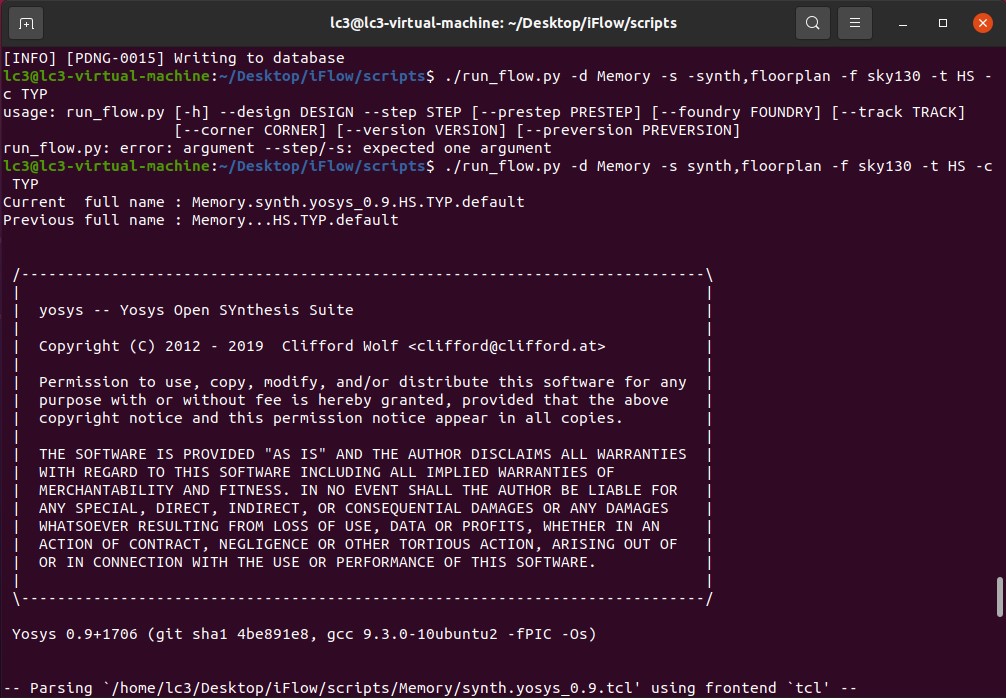 lc3@lc3-virtual-machine: ~/Desktop/iFlow/scripts
[INFO] [PDNG-0015] Writing to database
lc3@lc3-virtual-machine:~/Desktop/iFlow/scripts$ ./run_flow.py -d Memory -s -synth,floorplan -f sky130 -t HS -
c TYP
usage: run_flow.py [-h] --design DESIGN --step STEP [--prestep PRESTEP] [--foundry FOUNDRY] [--track TRACK]
                   [--corner CORNER] [--version VERSION] [--preversion PREVERSION]
run_flow.py: error: argument --step/-s: expected one argument
lc3@lc3-virtual-machine:~/Desktop/iFlow/scripts$ ./run_flow.py -d Memory -s synth,floorplan -f sky130 -t HS -c
 TYP
Current  full name : Memory.synth.yosys_0.9.HS.TYP.default
Previous full name : Memory...HS.TYP.default
 /----------------------------------------------------------------------------\
 |                                                                            |
 |  yosys -- Yosys Open SYnthesis Suite                                       |
 |                                                                            |
 |  Copyright (C) 2012 - 2019  Clifford Wolf <clifford@clifford.at>           |
 |                                                                            |
 |  Permission to use, copy, modify, and/or distribute this software for any  |
 |  purpose with or without fee is hereby granted, provided that the above    |
 |  copyright notice and this permission notice appear in all copies.         |
 |                                                                            |
 |  THE SOFTWARE IS PROVIDED "AS IS" AND THE AUTHOR DISCLAIMS ALL WARRANTIES  |
 |  WITH REGARD TO THIS SOFTWARE INCLUDING ALL IMPLIED WARRANTIES OF          |
 |  MERCHANTABILITY AND FITNESS. IN NO EVENT SHALL THE AUTHOR BE LIABLE FOR   |
 |  ANY SPECIAL, DIRECT, INDIRECT, OR CONSEQUENTIAL DAMAGES OR ANY DAMAGES    |
 |  WHATSOEVER RESULTING FROM LOSS OF USE, DATA OR PROFITS, WHETHER IN AN     |
 |  ACTION OF CONTRACT, NEGLIGENCE OR OTHER TORTIOUS ACTION, ARISING OUT OF   |
 |  OR IN CONNECTION WITH THE USE OR PERFORMANCE OF THIS SOFTWARE.            |
 |                                                                            |
 \----------------------------------------------------------------------------/
 Yosys 0.9+1706 (git sha1 4be891e8, gcc 9.3.0-10ubuntu2 -fPIC -Os)
-- Parsing `/home/lc3/Desktop/iFlow/scripts/Memory/synth.yosys_0.9.tcl' using frontend `tcl' --